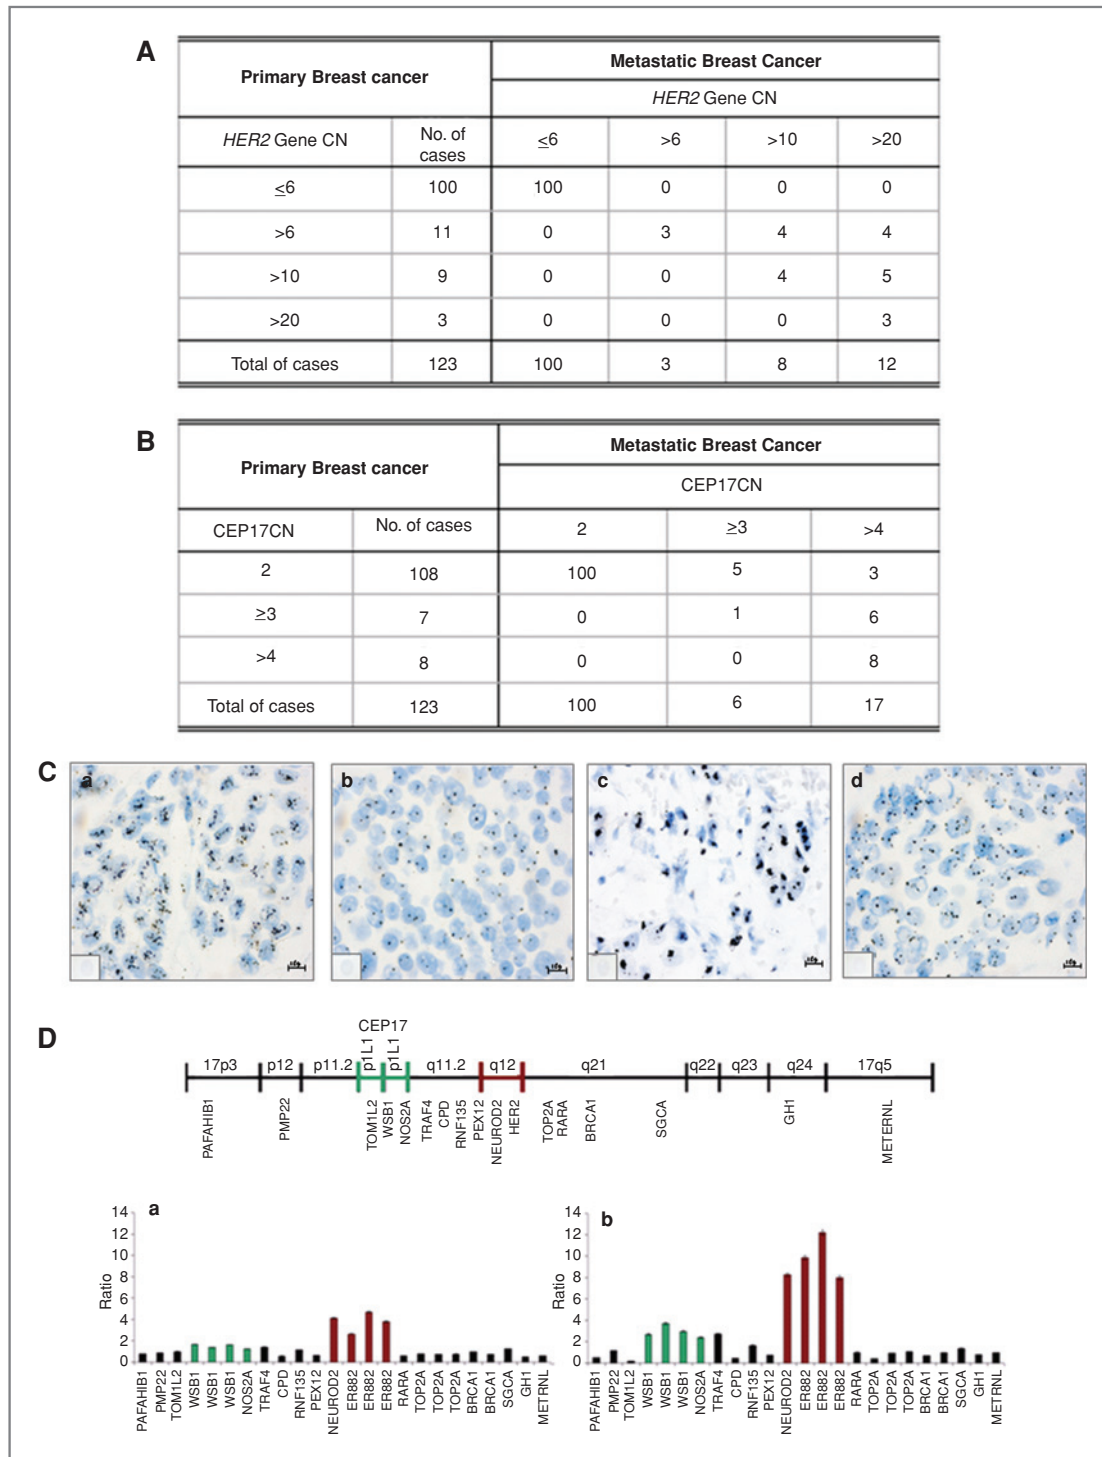 A
Primary Breast cancer
Metastatic Breast Cancer
HER2 Gene CN
HER2 Gene CN
No. of
cases
≤6 >6 >10 >20
≤6 100 100 0 0 0
>6 11 0 3 4 4
>10 9 0 0 4 5
>20 3 0 0 0 3
Total of cases 123 100 3 8 12
B
Primary Breast cancer
Metastatic Breast Cancer
CEP17CN
CEP17CN No. of cases 2 ≥3 >4
2 108 100 5 3
≥3 7 0 1 6
>4 8 0 0 8
Total of cases 123 100 6 17
C
a b c d
D
CEP17
17p3 p12 p11.2 p1L1 p1L1 q11.2 q12 q21 q22 q23 q24 17q5
PAFAHIB1 PMP22 TOM1L2 WSB1 NOS2A TRAF4 CPD RNF135 PEX12 NEUROD2 HER2 TOP2A RARA BRCA1 SGCA GH1 METERNL
a
Ratio
14
12
10
8
6
4
2
0
PAFAHIB1 PMP22 TOM1L2 WSB1 WSB1 WSB1 NOS2A TRAF4 CPD RNF135 PEX12 NEUROD2 ER882 ER882 ER882 RARA TOP2A TOP2A TOP2A BRCA1 BRCA1 SGCA GH1 METRNL
b
Ratio
14
12
10
8
6
4
2
0
PAFAHIB1 PMP22 TOM1L2 WSB1 WSB1 WSB1 NOS2A TRAF4 CPD RNF135 PEX12 NEUROD2 ER882 ER882 ER882 RARA TOP2A TOP2A TOP2A BRCA1 BRCA1 SGCA GH1 METRNL